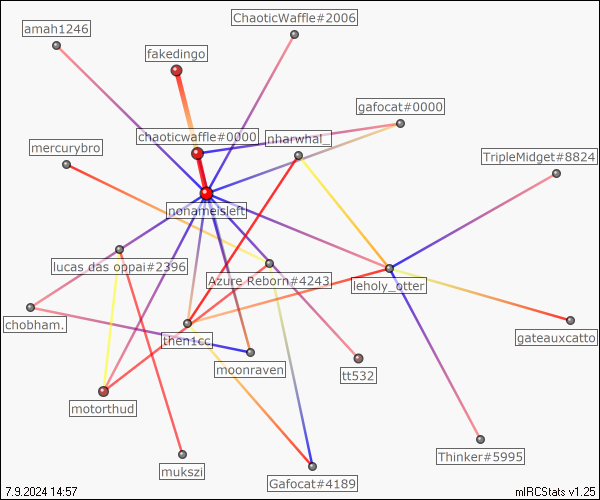 ChaoticWaffle#2006
amah1246
fakedingo
gafocat#0000
chaoticwaffle#0000
nharwhal_
mercurybro
TripleMidget#8824
nonameisleft
lucas das oppai#2396
Azure Reborn#4243
leholy_otter
chobham.
then1cc
gateauxcatto
moonraven
tt532
motorthud
Thinker#5995
mukszi
Gafocat#4189
7.9.2024 14:57
mIRCStats v1.25